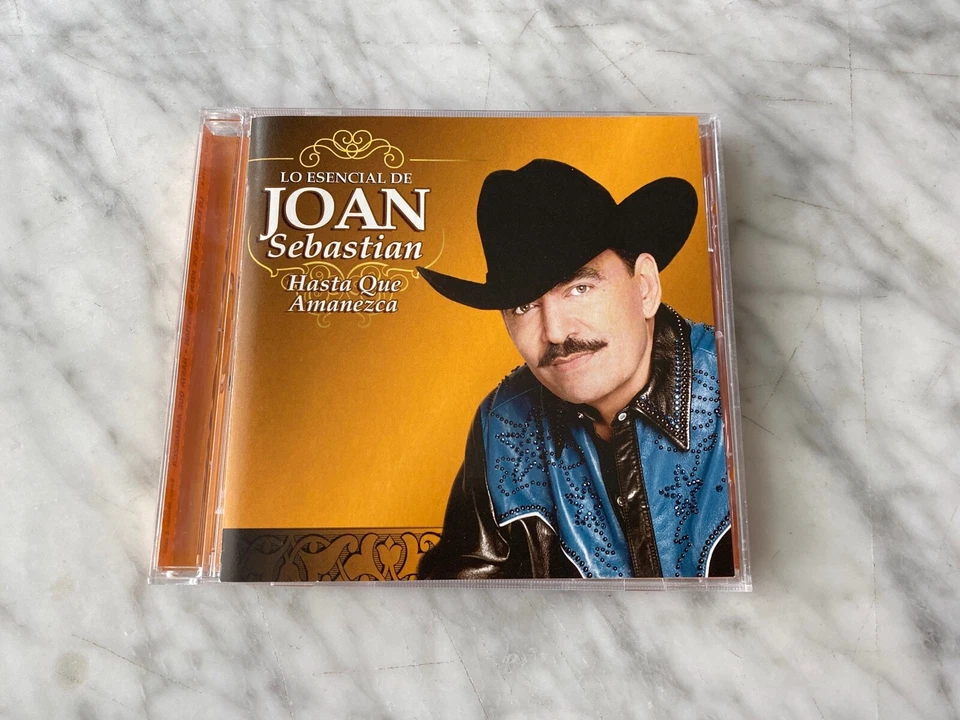 LO ESENCIAL DE
JOAN
Sebastian
Hasta Que
Amanezca